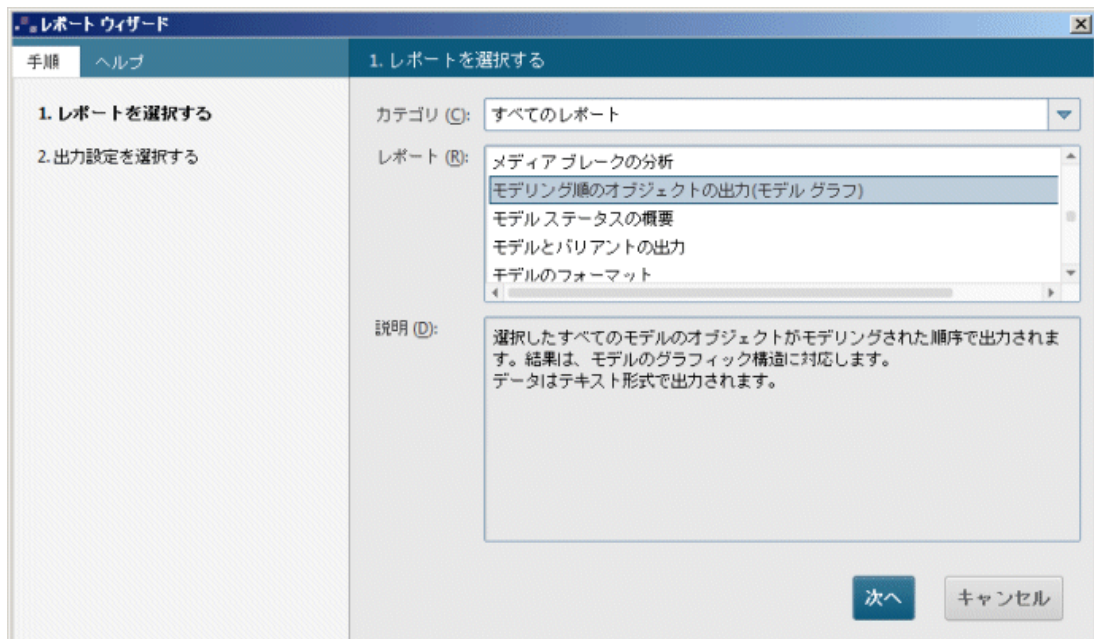 レポート ウィザード
手順 ヘルプ
1. レポートを選択する
2. 出力設定を選択する
1. レポートを選択する
カテゴリ (C): すべてのレポート
レポート (R):
メディア ブレークの分析
モデリング順のオブジェクトの出力(モデル グラフ)
モデル ステータスの概要
モデルとバリアントの出力
モデルのフォーマット
説明 (D):
選択したすべてのモデルのオブジェクトがモデリングされた順序で出力されま
す。結果は、モデルのグラフィック構造に対応します。
データはテキスト形式で出力されます。
次へ キャンセル